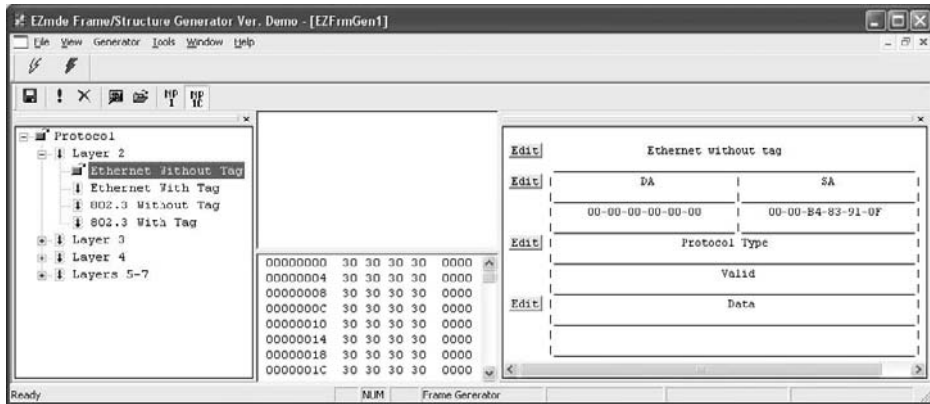 EZmde Frame/Structure Generator Ver. Demo - [EZFrmGen1]
File View Generator Tools Window Help
NP I NP IC
Protocol
Layer 2
Ethernet Without Tag
Ethernet With Tag
802.3 Without Tag
802.3 With Tag
Layer 3
Layer 4
Layers 5-7
00000000 30 30 30 30 0000
00000004 30 30 30 30 0000
00000008 30 30 30 30 0000
0000000C 30 30 30 30 0000
00000010 30 30 30 30 0000
00000014 30 30 30 30 0000
00000018 30 30 30 30 0000
0000001C 30 30 30 30 0000
Edit Ethernet without tag
Edit DA SA
00-00-00-00-00-00 00-00-B4-83-91-0F
Edit Protocol Type
Valid
Edit Data
Ready NUM Frame Generator